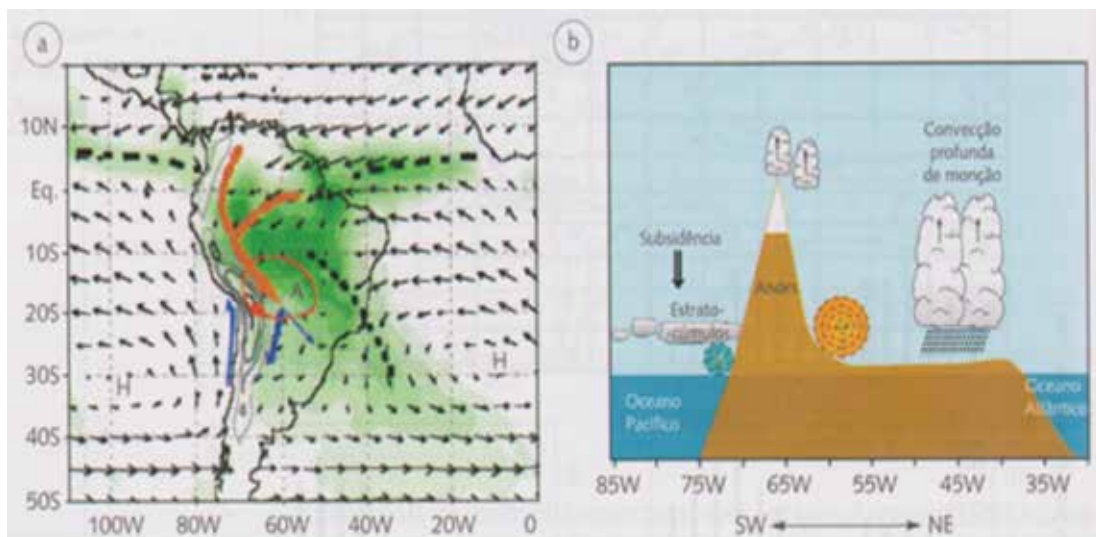 a
10N
Eq.
10S
20S
30S
40S
50S
A
H
H
100W 80W 60W 40W 20W 0
b
Convecção
profunda
de monção
Subsidência
Estrato-
cúmulos
Andes
Oceano
Pacífico
Oceano
Atlântico
85W 75W 65W 55W 45W 35W
SW NE